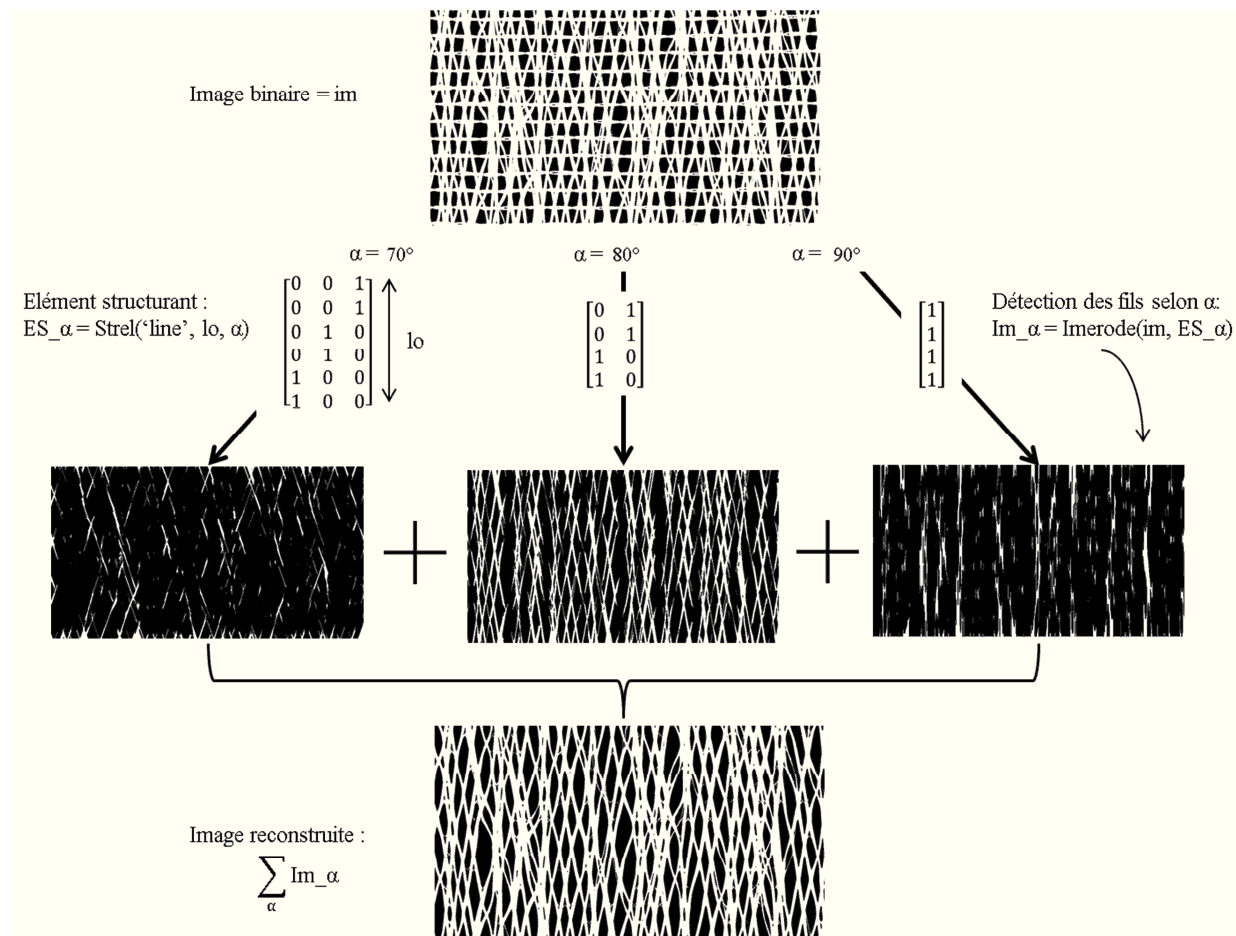 Image binaire = im
α = 70°
α = 80°
α = 90°
Elément structurant :
ES_α = Strel(‘line’, lo, α)
0 0 1
0 0 1
0 1 0
0 1 0
1 0 0
1 0 0
lo
0 1
0 1
1 0
1 0
1
1
1
1
Détection des fils selon α:
Im_α = Imerode(im, ES_α)
+
+
Image reconstruite :
∑ Im_α
α